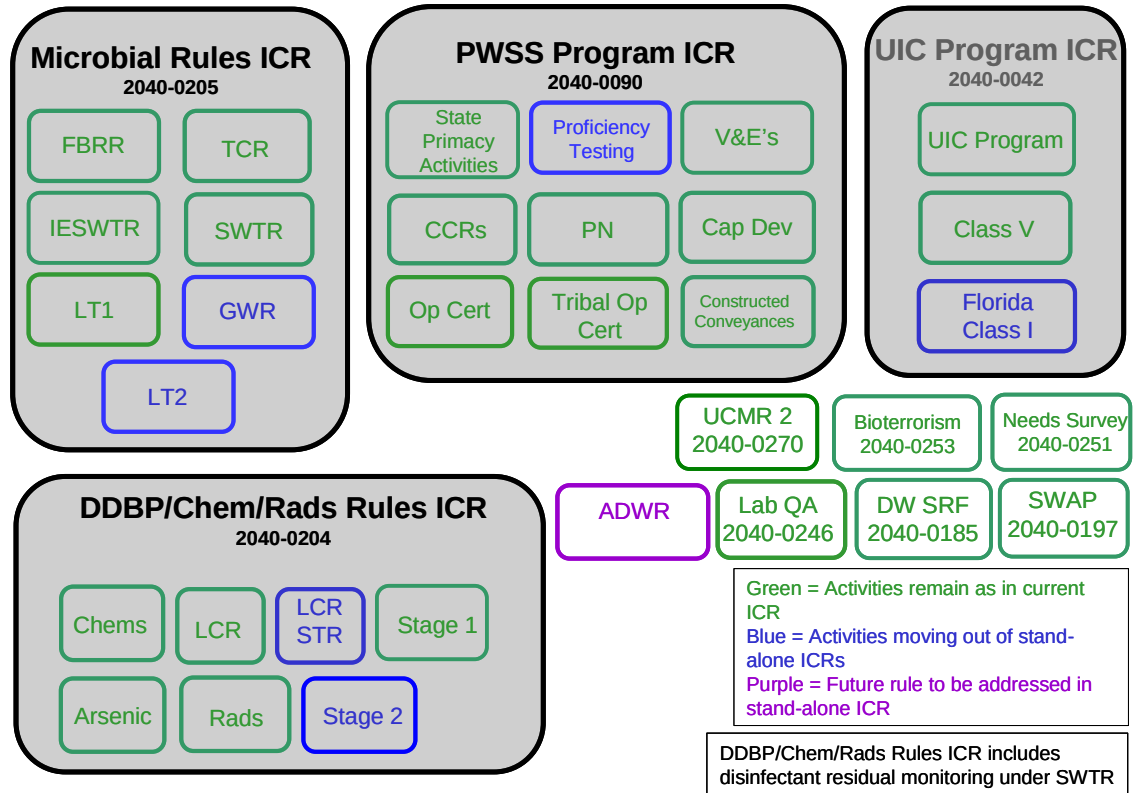 Microbial Rules ICR
2040-0205
FBRR
TCR
IESWTR
SWTR
LT1
GWR
LT2
PWSS Program ICR
2040-0090
State
Primacy
Activities
Proficiency
Testing
V&E's
CCRs
PN
Cap Dev
Op Cert
Tribal Op
Cert
Constructed
Conveyances
UIC Program ICR
2040-0042
UIC Program
Class V
Florida
Class I
UCMR 2
2040-0270
Bioterrorism
2040-0253
Needs Survey
2040-0251
ADWR
Lab QA
2040-0246
DW SRF
2040-0185
SWAP
2040-0197
DDBP/Chem/Rads Rules ICR
2040-0204
Chems
LCR
LCR
STR
Stage 1
Arsenic
Rads
Stage 2
Green = Activities remain as in current
ICR
Blue = Activities moving out of stand-
alone ICRs
Purple = Future rule to be addressed in
stand-alone ICR
DDBP/Chem/Rads Rules ICR includes
disinfectant residual monitoring under SWTR